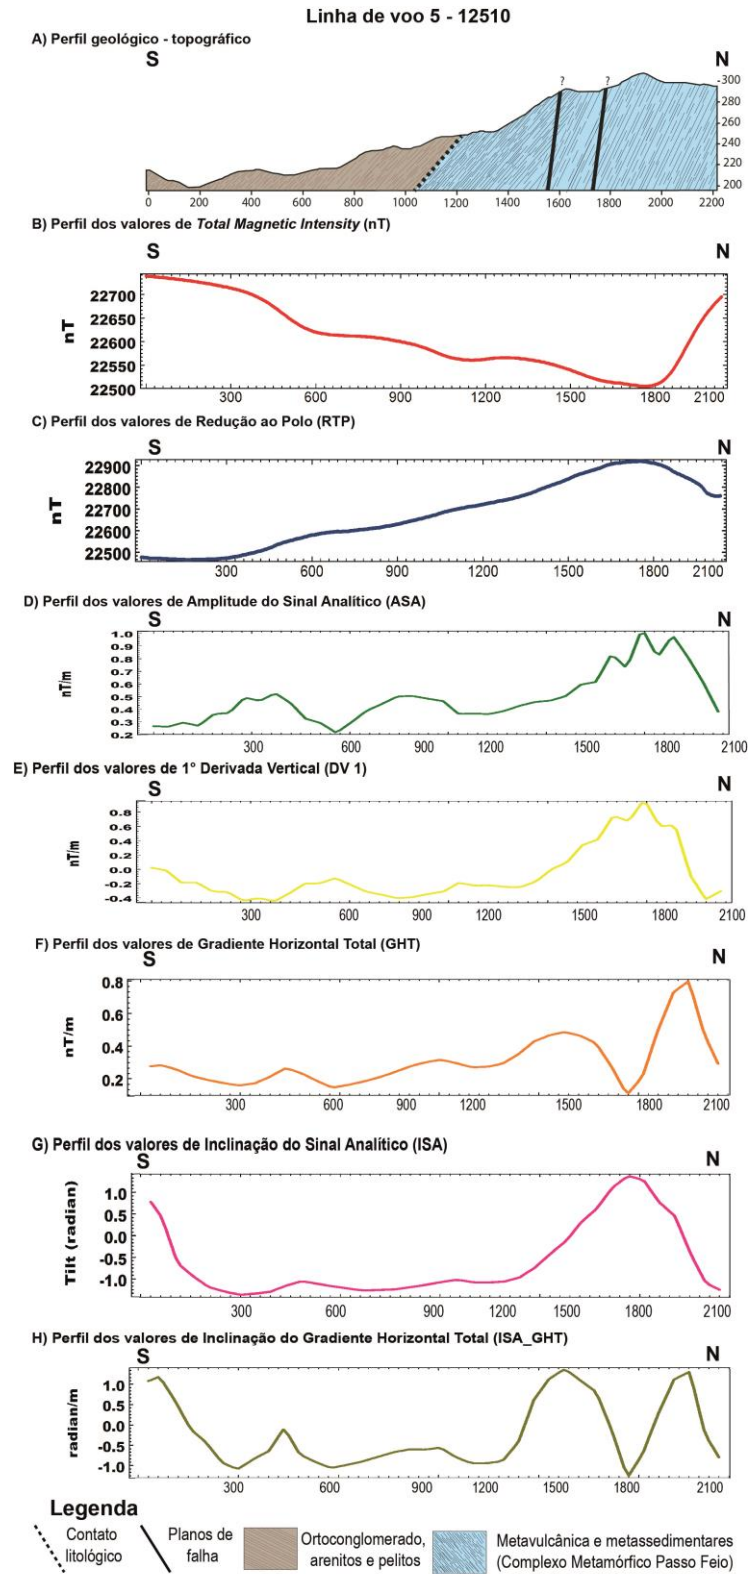 Linha de voo 5 - 12510
A) Perfil geológico - topográfico
S N
? ?
300
280
260
240
220
200
0 200 400 600 800 1000 1200 1400 1600 1800 2000 2200
B) Perfil dos valores de Total Magnetic Intensity (nT)
S N
nT
22700
22650
22600
22550
22500
300 600 900 1200 1500 1800 2100
C) Perfil dos valores de Redução ao Polo (RTP)
S N
nT
22900
22800
22700
22600
22500
300 600 900 1200 1500 1800 2100
D) Perfil dos valores de Amplitude do Sinal Analítico (ASA)
S N
nT/m
1.0
0.9
0.8
0.7
0.6
0.5
0.4
0.3
0.2
300 600 900 1200 1500 1800 2100
E) Perfil dos valores de 1° Derivada Vertical (DV 1)
S N
nT/m
0.8
0.6
0.4
0.2
0.0
-0.2
-0.4
300 600 900 1200 1500 1800 2100
F) Perfil dos valores de Gradiente Horizontal Total (GHT)
S N
nT/m
0.8
0.6
0.4
0.2
300 600 900 1200 1500 1800 2100
G) Perfil dos valores de Inclinação do Sinal Analítico (ISA)
S N
Tilt (radian)
1.0
0.5
0.0
-0.5
-1.0
300 600 900 1200 1500 1800 2100
H) Perfil dos valores de Inclinação do Gradiente Horizontal Total (ISA_GHT)
S N
radian/m
1.0
0.5
0.0
-0.5
-1.0
300 600 900 1200 1500 1800 2100
Legenda
Contato
litológico
Planos de
falha
Ortoconglomerado,
arenitos e pelitos
Metavulcânica e metassedimentares
(Complexo Metamórfico Passo Feio)